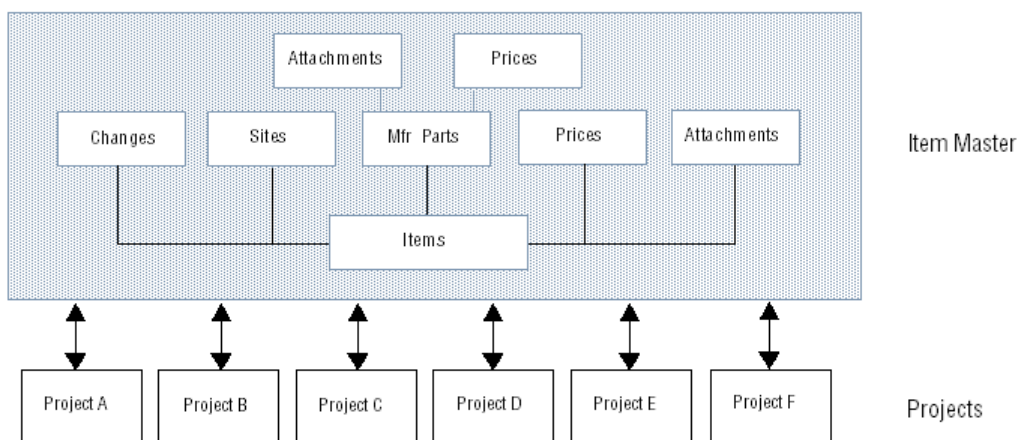 Attachments
Prices
Changes
Sites
Mfr Parts
Prices
Attachments
Item Master
Items
Project A
Project B
Project C
Project D
Project E
Project F
Projects